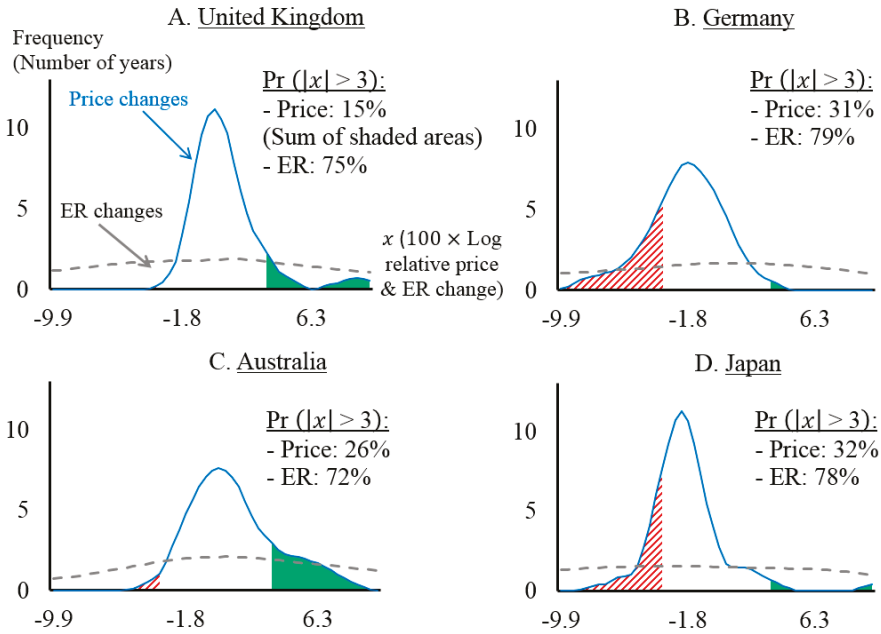 A. United Kingdom
Frequency
(Number of years)
Price changes
ER changes
Pr (|x| > 3):
- Price: 15%
(Sum of shaded areas)
- ER: 75%
x (100 × Log
relative price
& ER change)
10
5
0
-9.9 -1.8 6.3
B. Germany
Pr (|x| > 3):
- Price: 31%
- ER: 79%
10
5
0
-9.9 -1.8 6.3
C. Australia
Pr (|x| > 3):
- Price: 26%
- ER: 72%
10
5
0
-9.9 -1.8 6.3
D. Japan
Pr (|x| > 3):
- Price: 32%
- ER: 78%
10
5
0
-9.9 -1.8 6.3